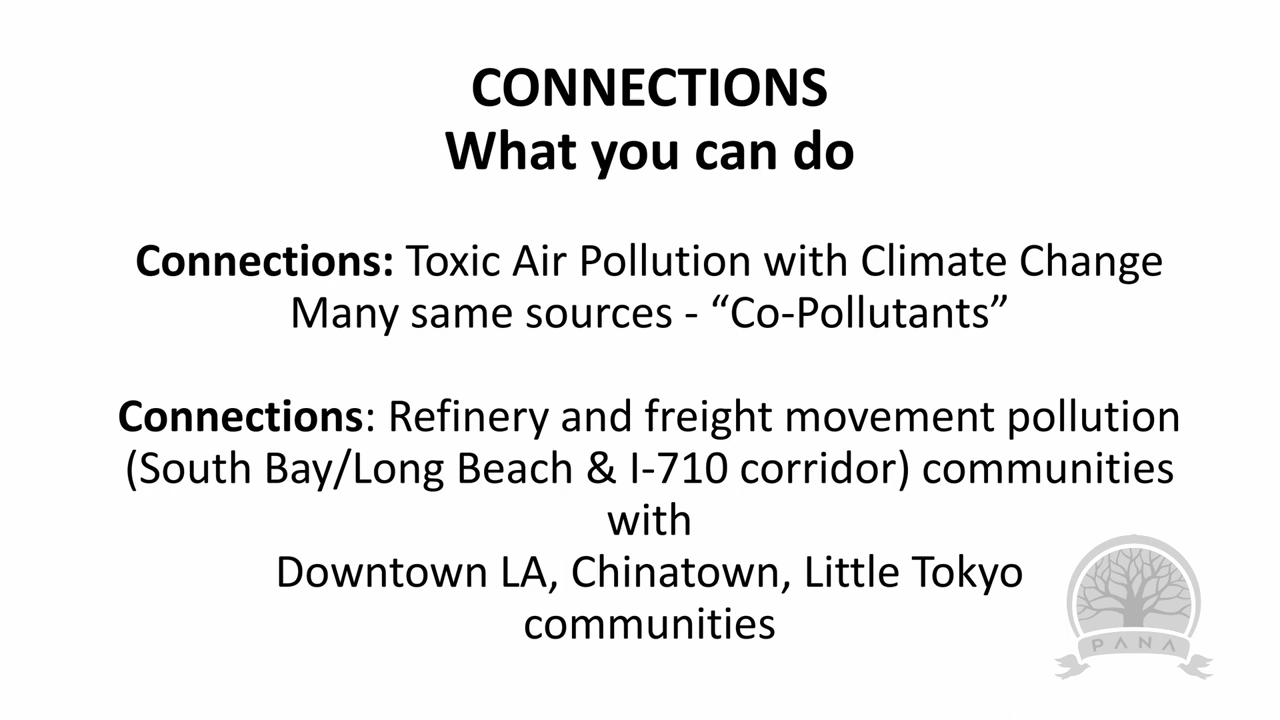 CONNECTIONS
What you can do
Connections: Toxic Air Pollution with Climate Change
Many same sources - “Co-Pollutants”
Connections: Refinery and freight movement pollution
(South Bay/Long Beach & I-710 corridor) communities
with
Downtown LA, Chinatown, Little Tokyo
communities
PANA